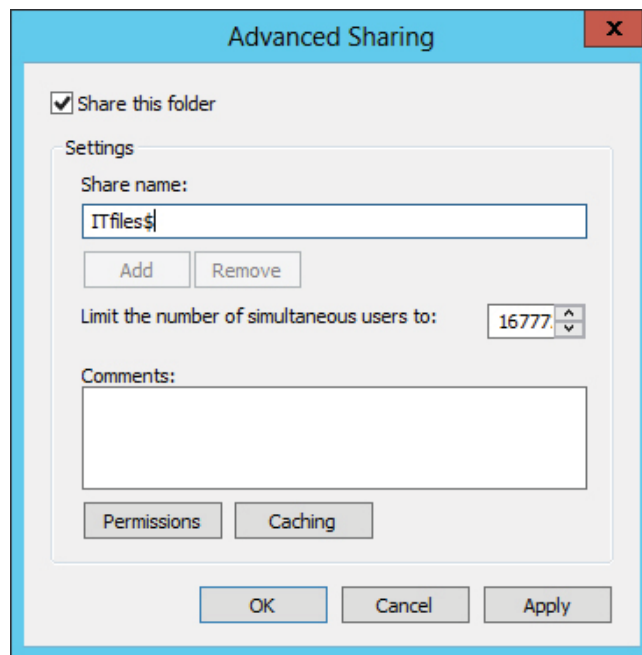 Advanced Sharing
x
Share this folder
Settings
Share name:
ITfiles$
Add Remove
Limit the number of simultaneous users to: 16777
Comments:
Permissions Caching
OK Cancel Apply